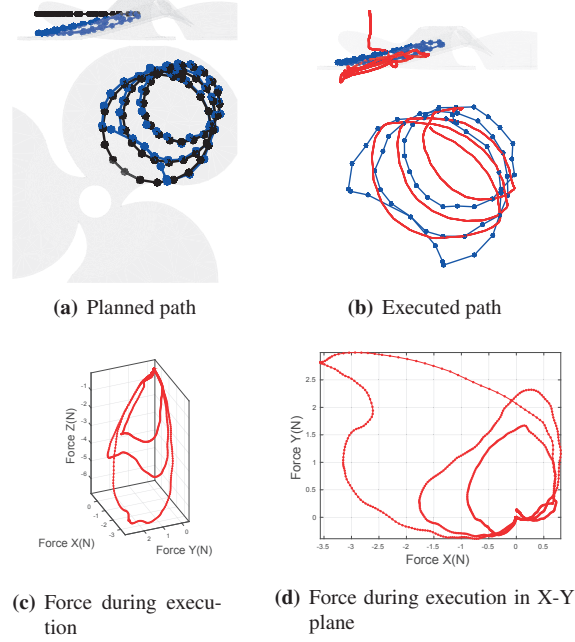 (a) Planned path
(b) Executed path
-1
-2
-3
-4
-5
-6
Force Z(N)
0
-1
-2
-3
Force X(N)
2
1
0
Force Y(N)
2.5
2
1.5
1
0.5
0
Force Y(N)
-3.5
-3
-2.5
-2
-1.5
-1
-0.5
0
0.5
Force X(N)
(c) Force during execu-
tion
(d) Force during execution in X-Y
plane